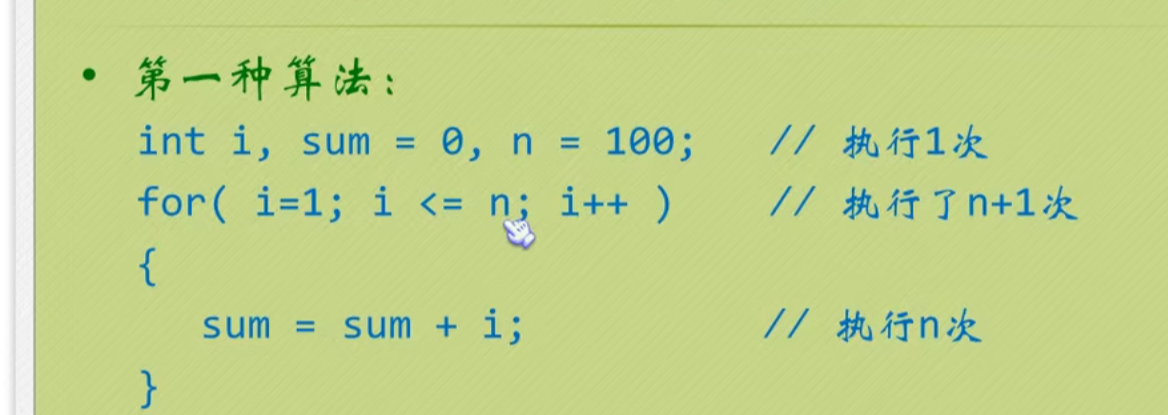 • 第一种算法：
int i, sum = 0, n = 100;   // 执行1次
for( i=1; i <= n; i++ )    // 执行了n+1次
{
   sum = sum + i;          // 执行n次
}